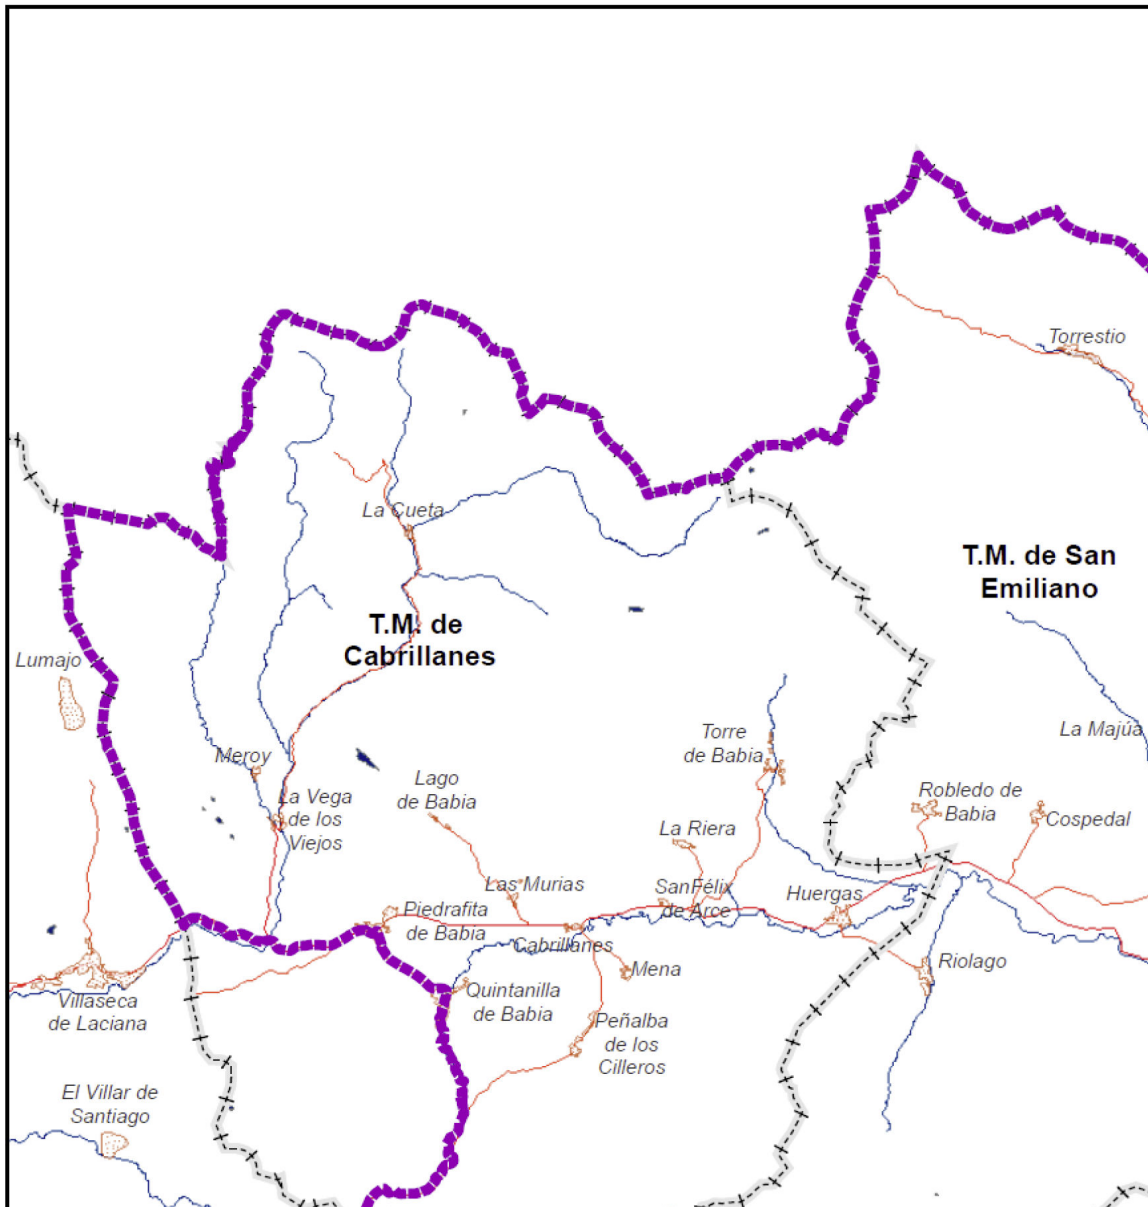 Torrestio
La Cueta
T.M. de San
Emiliano
T.M. de
Cabrillanes
Lumajo
La Majúa
Torre
de Babia
Meroy
Lago
de Babia
La Vega
de los
Viejos
Robledo de
Babia
Cospedal
La Riera
Las Murias
SanFélix
de Arce
Huergas
Piedrafita
de Babia
Cabrillanes
Mena
Riolago
Quintanilla
de Babia
Villaseca
de Laciana
Peñalba
de los
Cilleros
El Villar de
Santiago